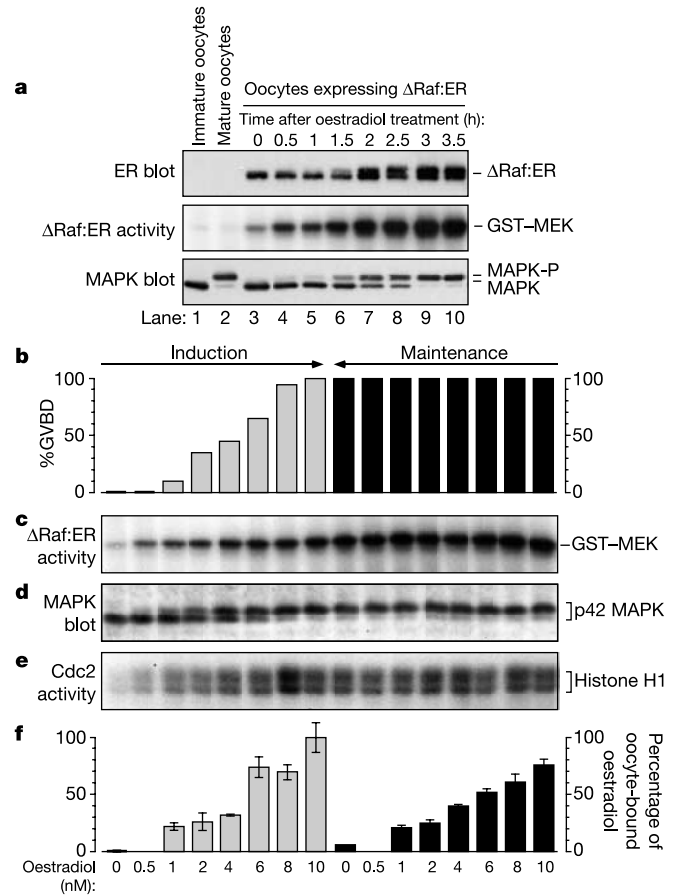 Immature oocytes
Mature oocytes
a
Oocytes expressing ΔRaf:ER
Time after oestradiol treatment (h):
0 0.5 1 1.5 2 2.5 3 3.5
ER blot
ΔRaf:ER
ΔRaf:ER activity
GST–MEK
MAPK blot
MAPK-P
MAPK
Lane: 1 2 3 4 5 6 7 8 9 10
b
Induction
Maintenance
100
50
0
%GVBD
100
50
0
c
ΔRaf:ER
activity
GST–MEK
d
MAPK
blot
p42 MAPK
e
Cdc2
activity
Histone H1
f
100
50
0
100
50
0
Percentage of
oocyte-bound
oestradiol
Oestradiol
(nM):
0 0.5 1 2 4 6 8 10 0 0.5 1 2 4 6 8 10